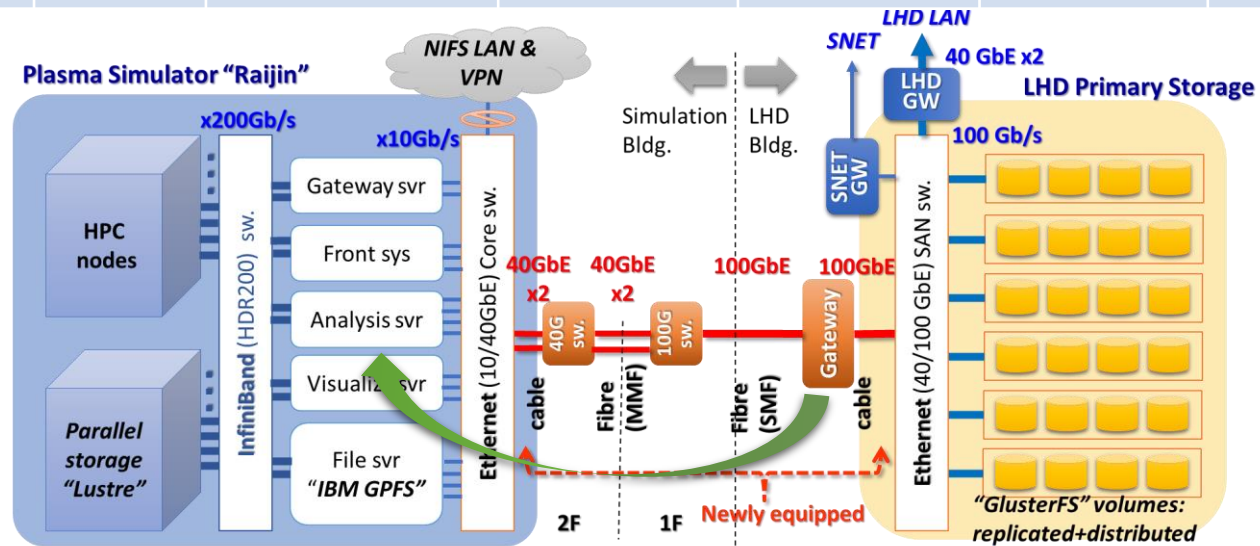 NIFS LAN &
VPN
SNET
LHD LAN
40 GbE x2
LHD
GW
Plasma Simulator “Raijin”
LHD Primary Storage
Simulation
Bldg.
LHD
Bldg.
x200Gb/s
x10Gb/s
100 Gb/s
SNET
GW
HPC
nodes
Parallel
storage
“Lustre”
InfiniBand (HDR200) sw.
Gateway svr
Front sys
Analysis svr
svr
File svr
“IBM GPFS”
Ethernet (10/40GbE) Core sw.
40GbE
x2
40GbE
x2
100GbE
100GbE
40G
sw.
100G
sw.
Gateway
cable
Fibre
(MMF)
Fibre
(SMF)
cable
Ethernet (40/100 GbE) SAN sw.
2F
1F
Newly equipped
“GlusterFS” volumes:
replicated+distributed